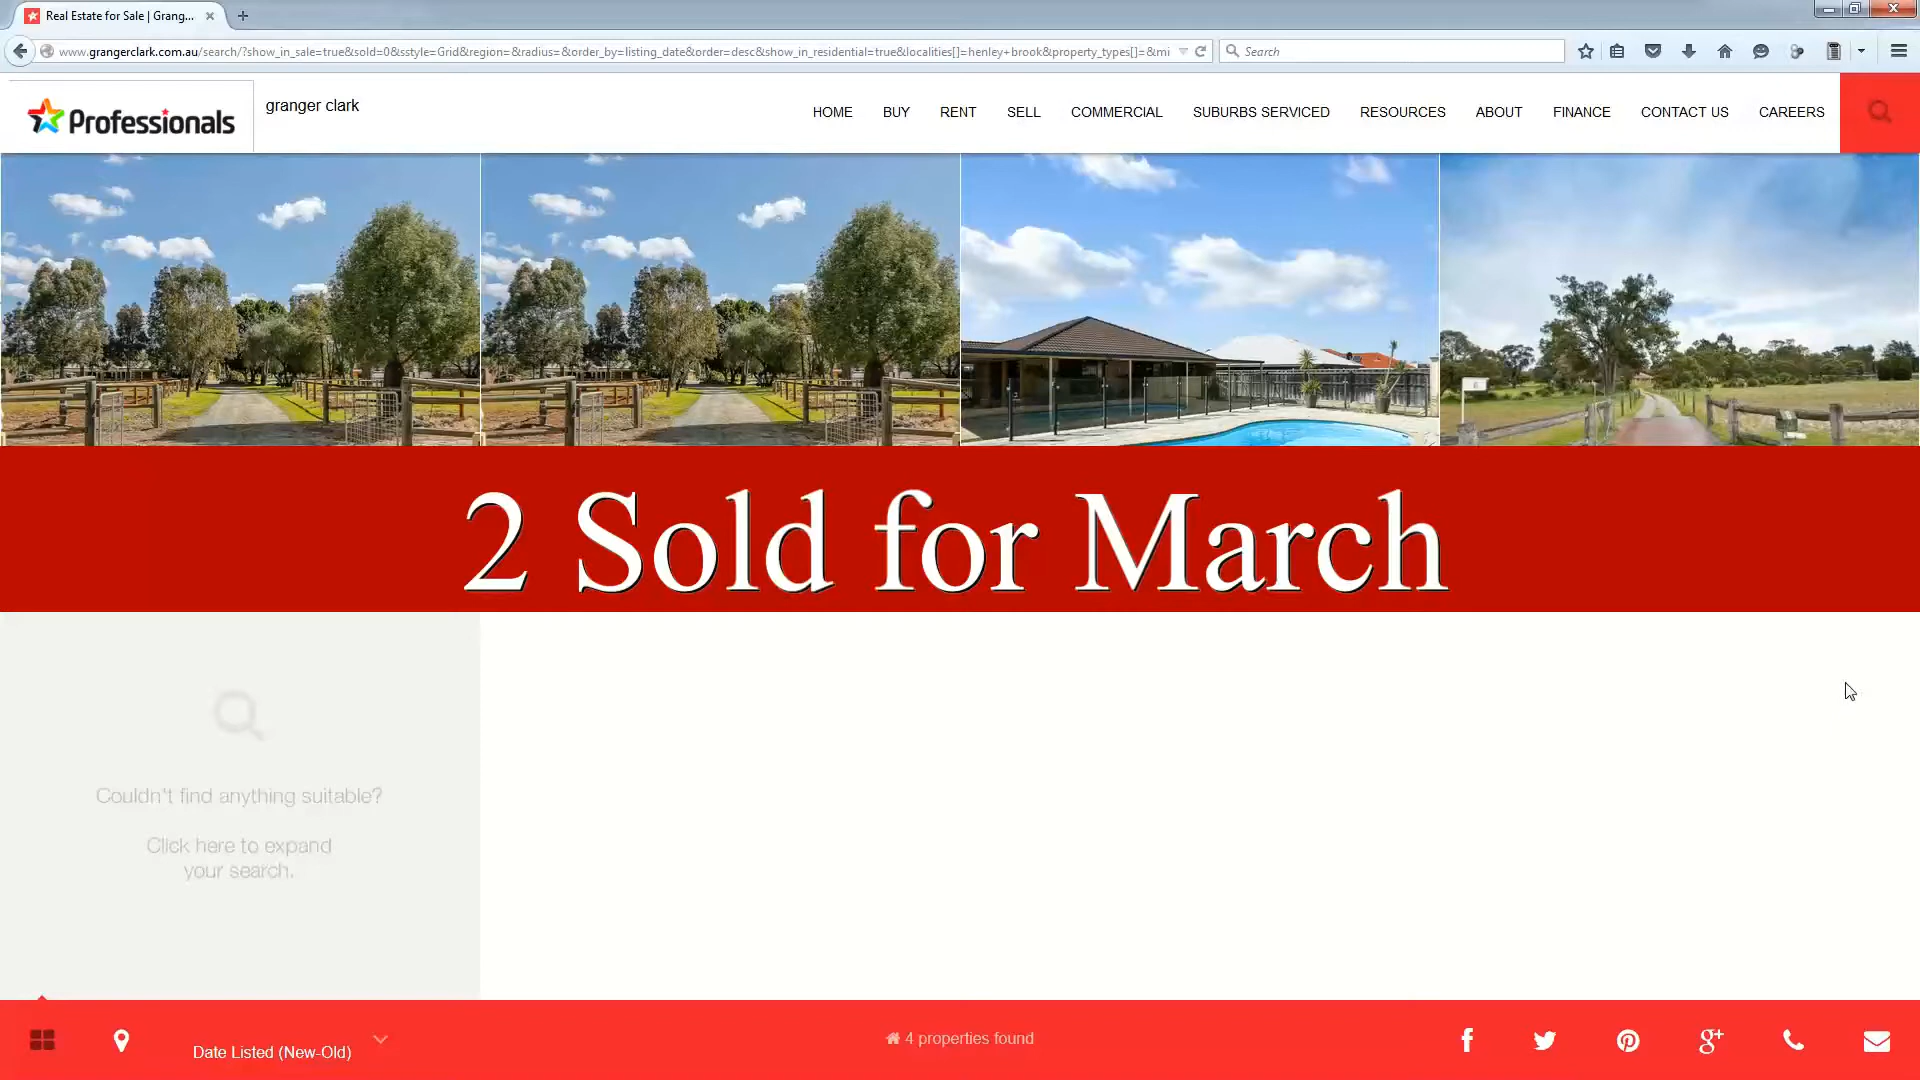 Real Estate for Sale | Grang...
www.grangerclark.com.au/search/?show_in_sale=true&sold=0&sstyle=Grid&region=&radius=&order_by=listing_date&order=desc&show_in_residential=true&localities[]=henley+brook&property_types[]=&mi
Search
Professionals
granger clark
HOME BUY RENT SELL COMMERCIAL SUBURBS SERVICED RESOURCES ABOUT FINANCE CONTACT US CAREERS
2 Sold for March
Couldn't find anything suitable?
Click here to expand
your search.
Date Listed (New-Old)
4 properties found